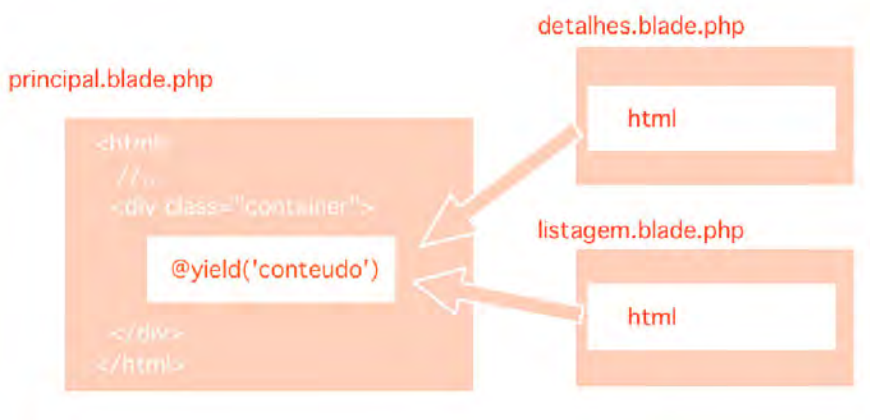 principal.blade.php
<html>
//...
<div class="container">
@yield('conteudo')
</div>
</html>
detalhes.blade.php
html
listagem.blade.php
html